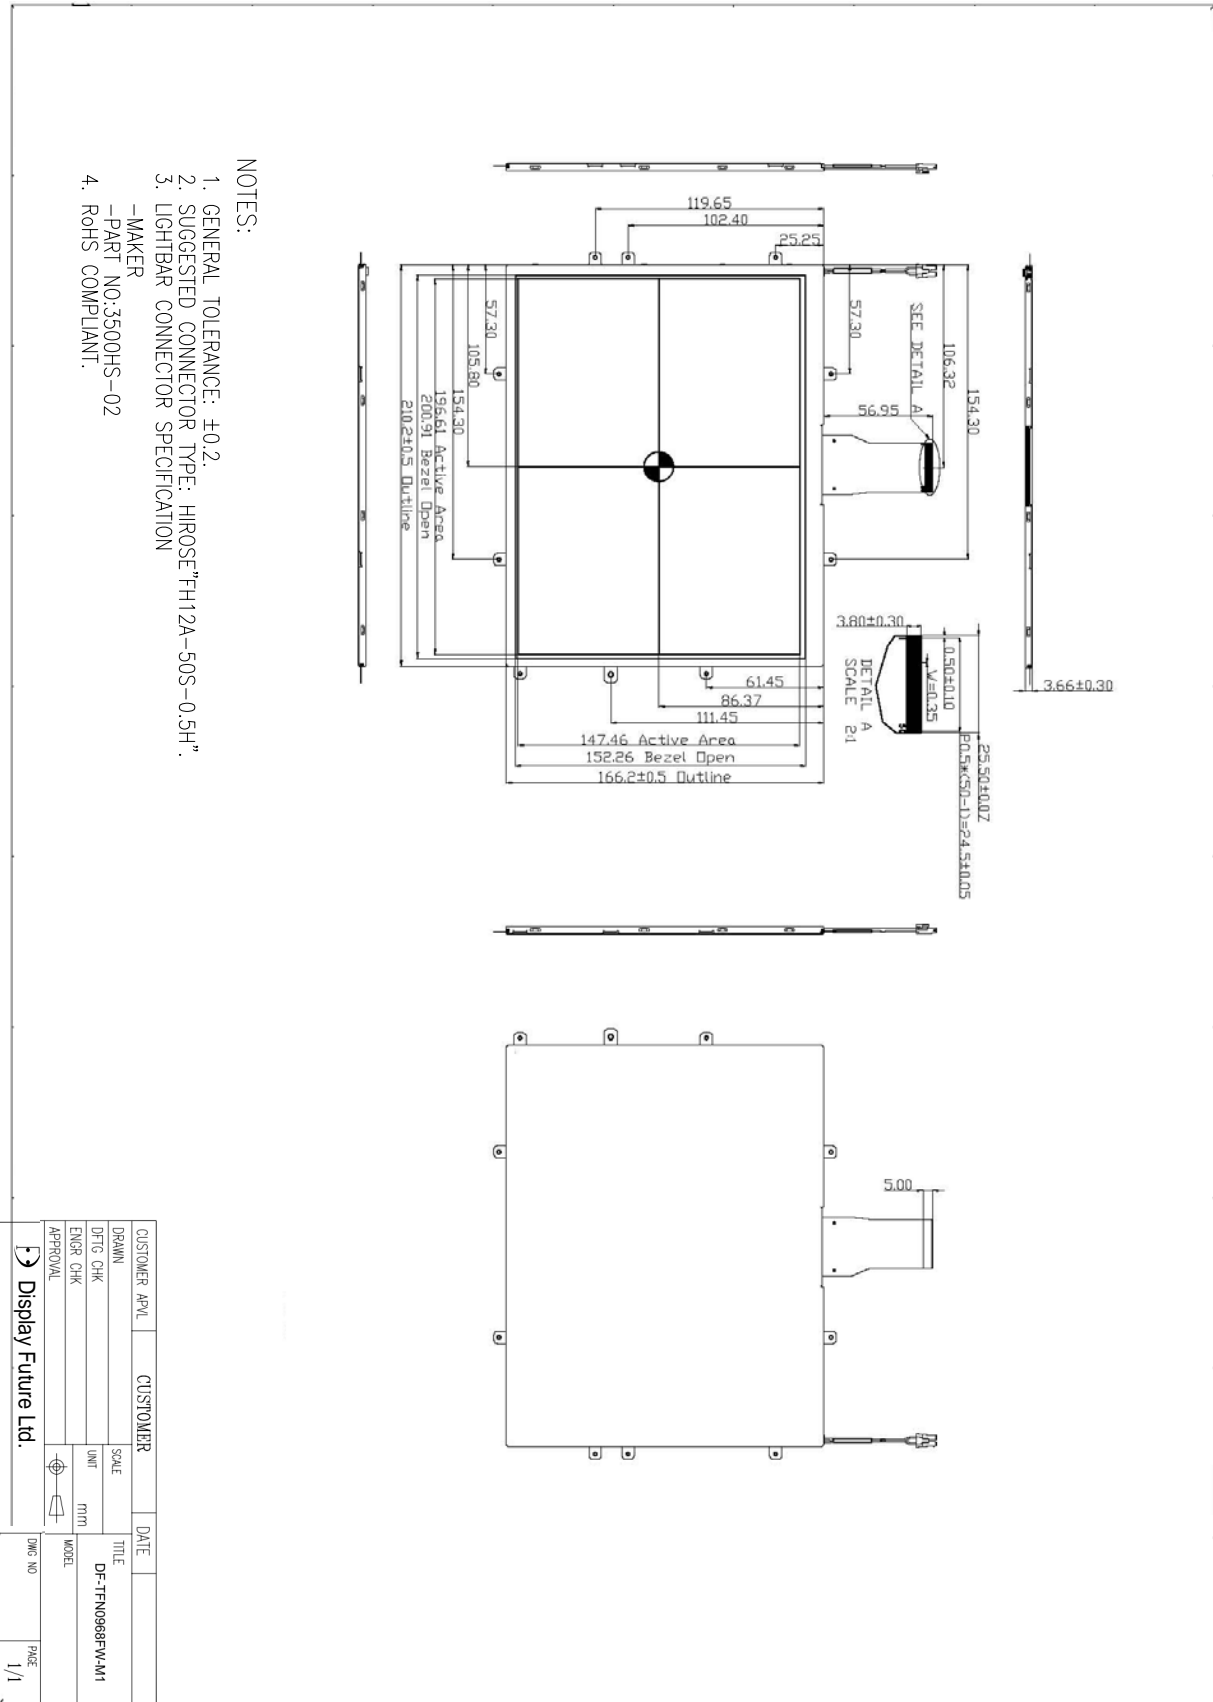 119.65
102.40
25.25
57.30
105.80
154.30
196.61 Active Area
200.91 Bezel Open
210.2±0.5 Outline
57.30
SEE DETAIL A
106.32
154.30
56.95
3.80±0.30
DETAIL A
SCALE 2:1
0.50±0.10
W=0.35
25.50±0.07
P0.5*(50-1)=24.5±0.05
3.66±0.30
61.45
86.37
111.45
147.46 Active Area
152.26 Bezel Open
166.2±0.5 Outline
5.00
NOTES:
1. GENERAL TOLERANCE: ±0.2.
2. SUGGESTED CONNECTOR TYPE: HIROSE"FH12A-50S-0.5H".
3. LIGHTBAR CONNECTOR SPECIFICATION
-MAKER
-PART NO:3500HS-02
4. RoHS COMPLIANT.
CUSTOMER APVL
CUSTOMER
DATE
DRAWN
SCALE
TITLE
DF-TFN0968FW-M1
DFTG CHK
UNIT
mm
ENGR CHK
MODEL
APPROVAL
Display Future Ltd.
DWG NO
PAGE
1/1